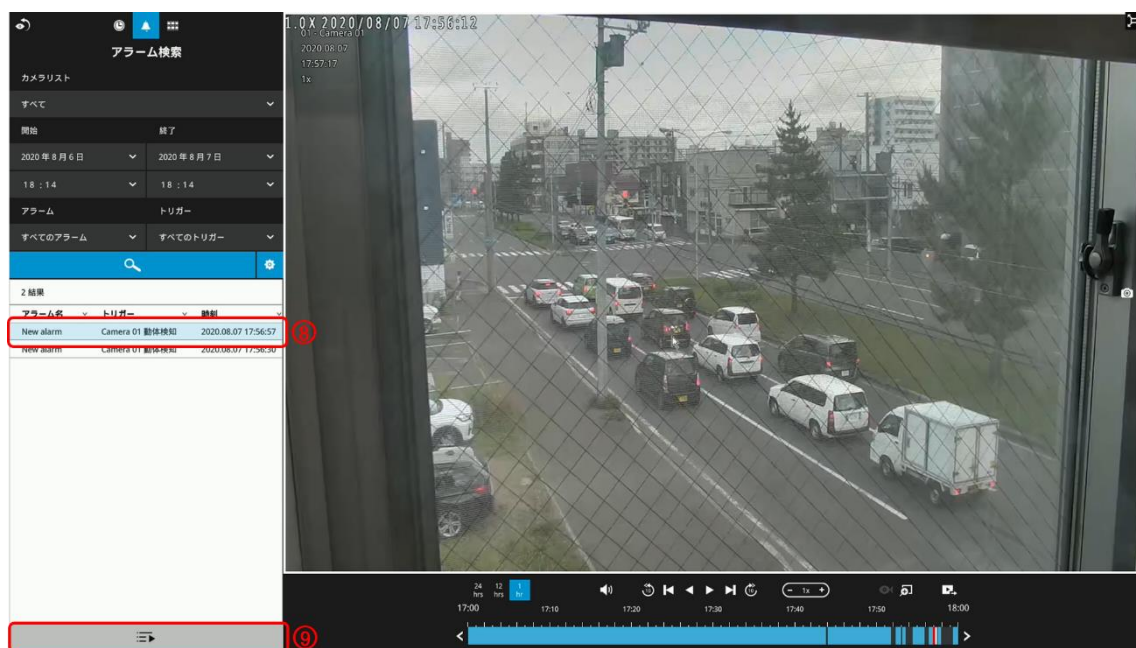 アラーム検索
カメラリスト
すべて
開始 終了
2020 年 8 月 6 日 2020 年 8 月 7 日
18 : 14 18 : 14
アラーム トリガー
すべてのアラーム すべてのトリガー
2 結果
アラーム名 トリガー 時刻
New alarm Camera 01 動体検知 2020.08.07 17:56:57
⑧
New alarm Camera 01 動体検知 2020.08.07 17:56:30
⑨
1.0X 2020/08/07 17:56:12
01 - Camera 01
2020.08.07
17:57:17
1x
24 hrs 12 hrs 1 hr
10 10
- 1x +
17:00 17:10 17:20 17:30 17:40 17:50 18:00